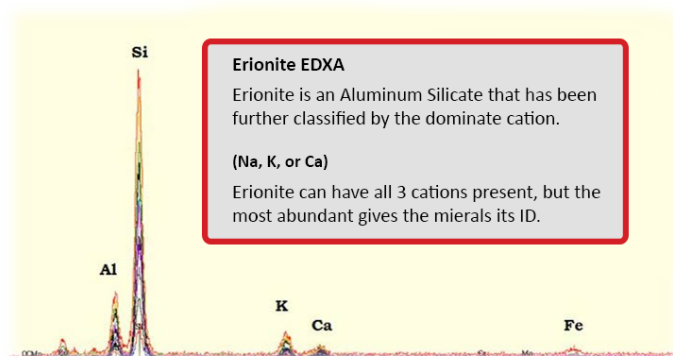 Si
Erionite EDXA
Erionite is an Aluminum Silicate that has been
further classified by the dominate cation.
(Na, K, or Ca)
Erionite can have all 3 cations present, but the
most abundant gives the mierals its ID.
Al
K
Ca
Fe